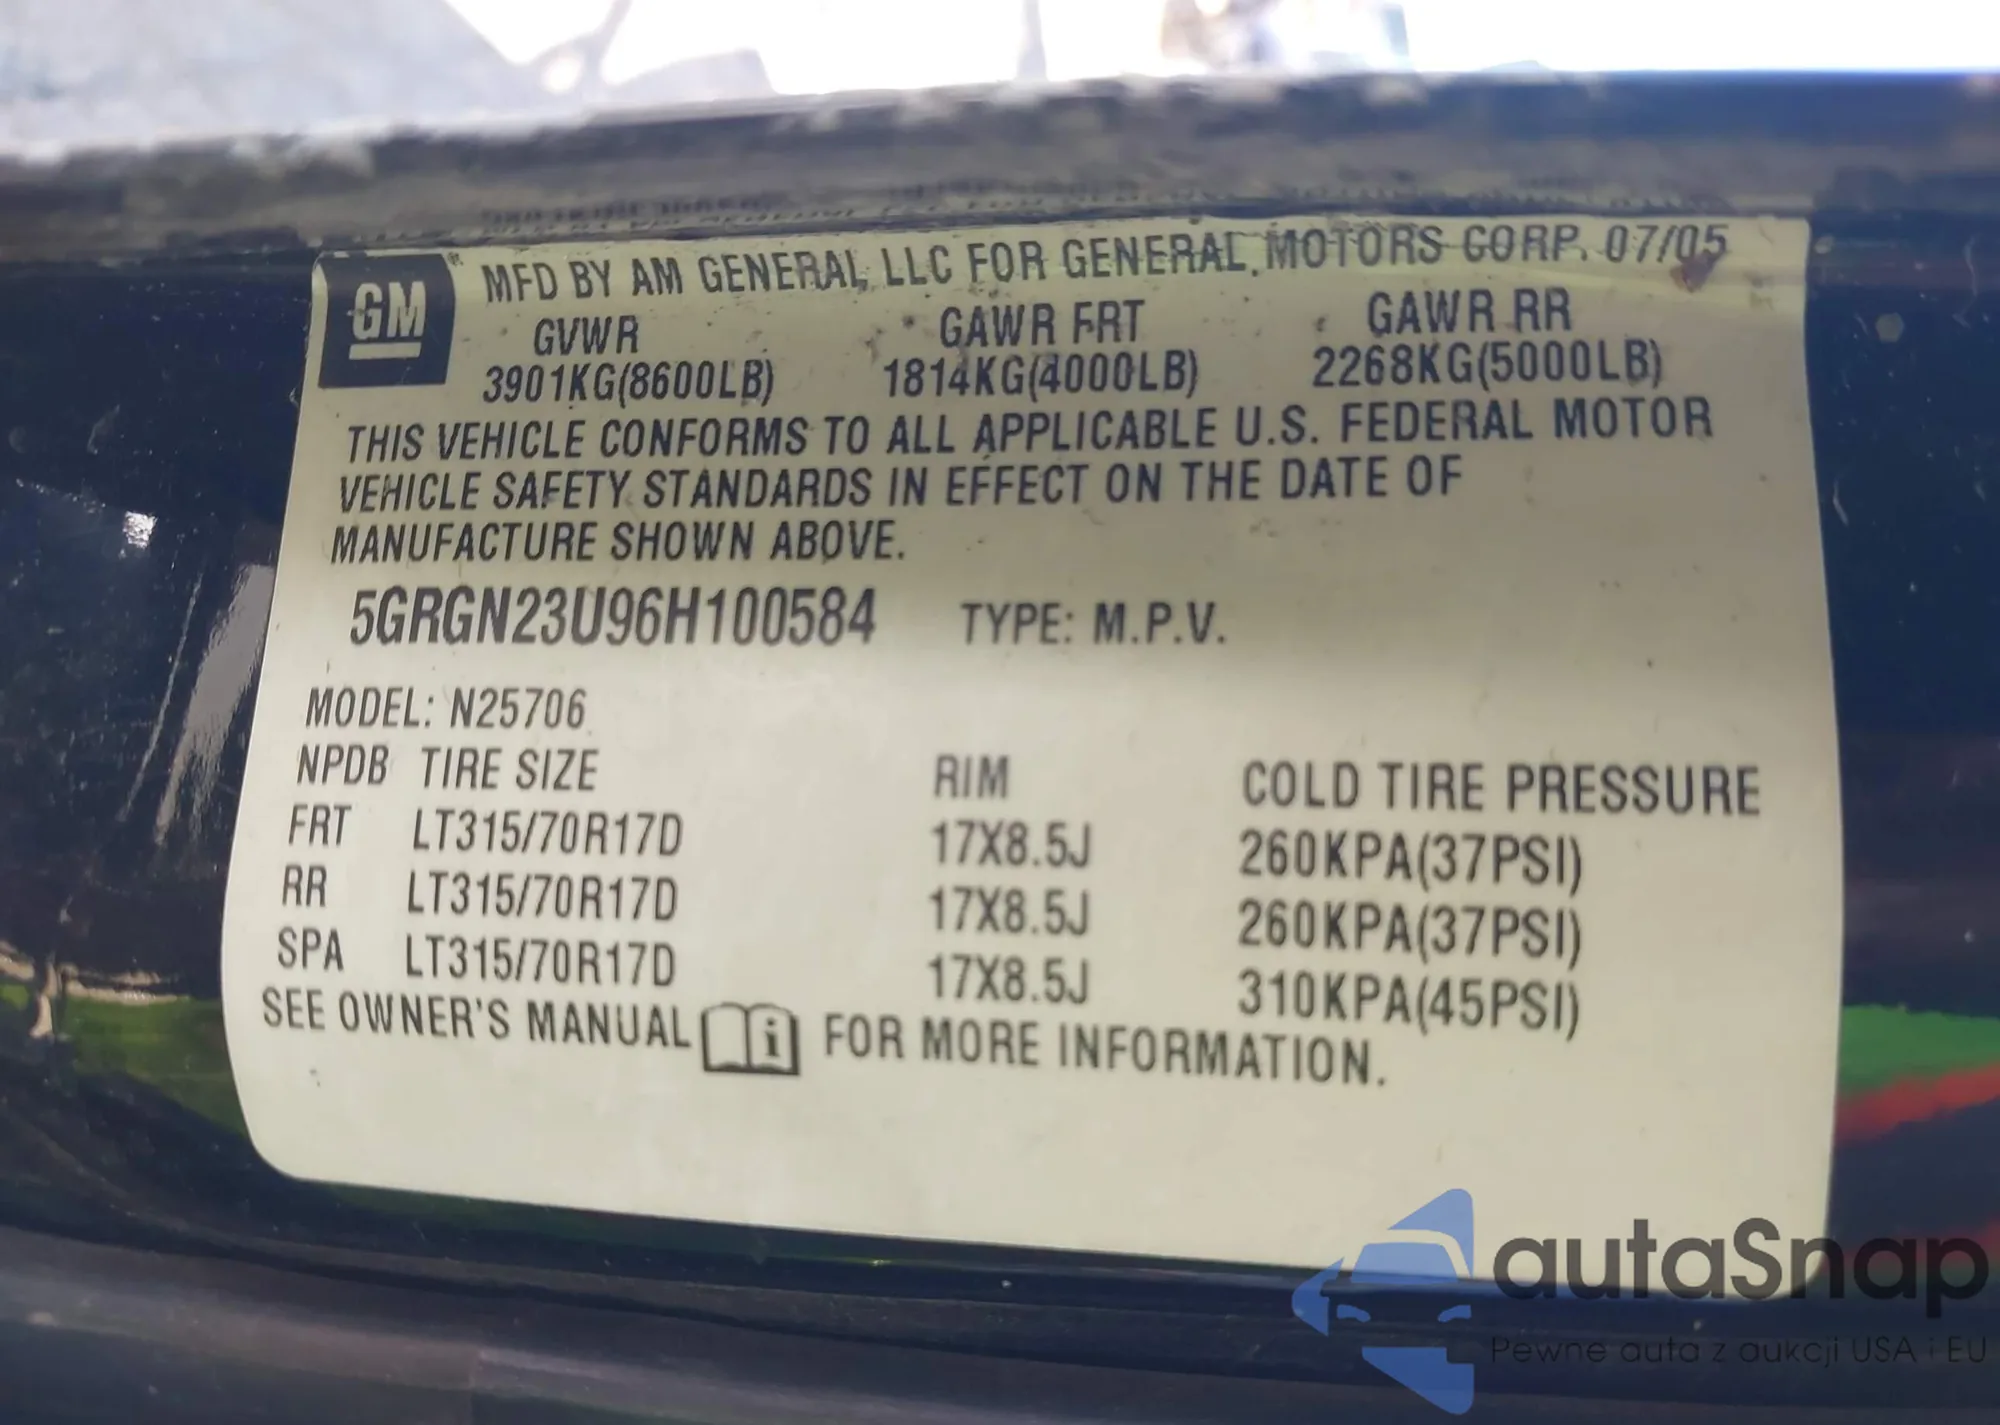 GM
MFD BY AM GENERAL, LLC FOR GENERAL MOTORS CORP. 07/05
GVWR GAWR FRT GAWR RR
3901KG(8600LB) 1814KG(4000LB) 2268KG(5000LB)
THIS VEHICLE CONFORMS TO ALL APPLICABLE U.S. FEDERAL MOTOR
VEHICLE SAFETY STANDARDS IN EFFECT ON THE DATE OF
MANUFACTURE SHOWN ABOVE.
5GRGN23U96H100584 TYPE: M.P.V.
MODEL: N25706
NPDB TIRE SIZE RIM COLD TIRE PRESSURE
FRT LT315/70R17D 17X8.5J 260KPA(37PSI)
RR LT315/70R17D 17X8.5J 260KPA(37PSI)
SPA LT315/70R17D 17X8.5J 310KPA(45PSI)
SEE OWNER'S MANUAL i FOR MORE INFORMATION.
autaSnap
Pewne auta z aukcji USA i EU